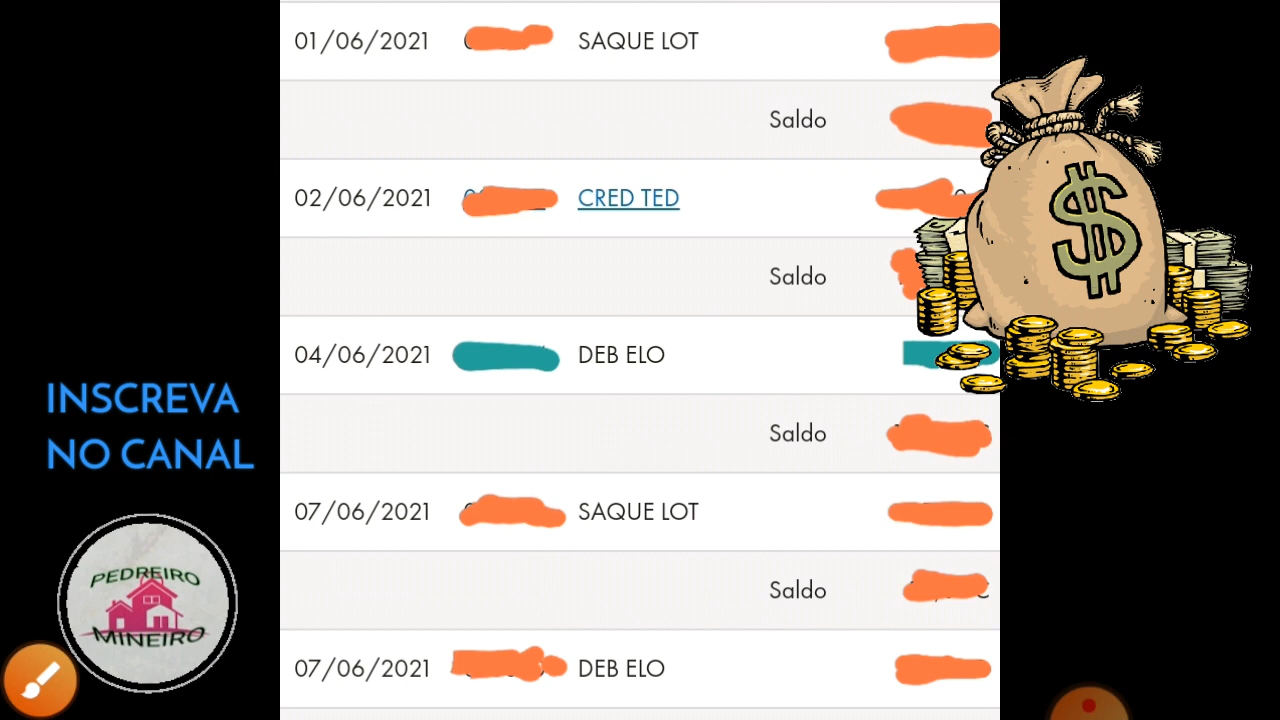 01/06/2021 SAQUE LOT
Saldo
02/06/2021 CRED TED
Saldo
04/06/2021 DEB ELO
Saldo
07/06/2021 SAQUE LOT
Saldo
07/06/2021 DEB ELO
INSCREVA
NO CANAL
PEDREIRO
MINEIRO
$